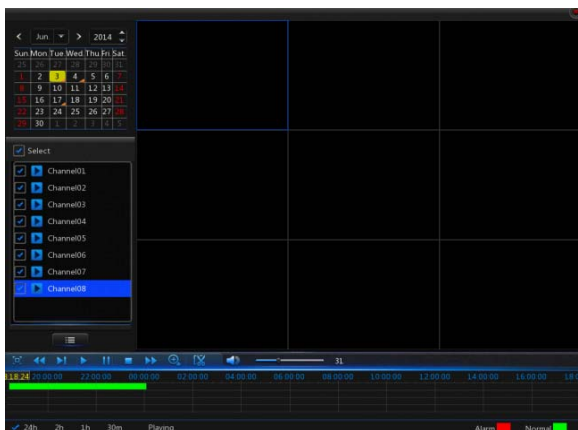 Jun 2014
Sun Mon Tue Wed Thu Fri Sat
25 26 27 28 29 30 31
1 2 3 4 5 6 7
8 9 10 11 12 13 14
15 16 17 18 19 20 21
22 23 24 25 26 27 28
29 30 1 2 3 4 5
Select
Channel01
Channel02
Channel03
Channel04
Channel05
Channel06
Channel07
Channel08
31
20:00:00 22:00:00 00:00:00 02:00:00 04:00:00 06:00:00 08:00:00 10:00:00 12:00:00 14:00:00 16:00:00
24h 2h 1h 30m Playing Alarm Normal